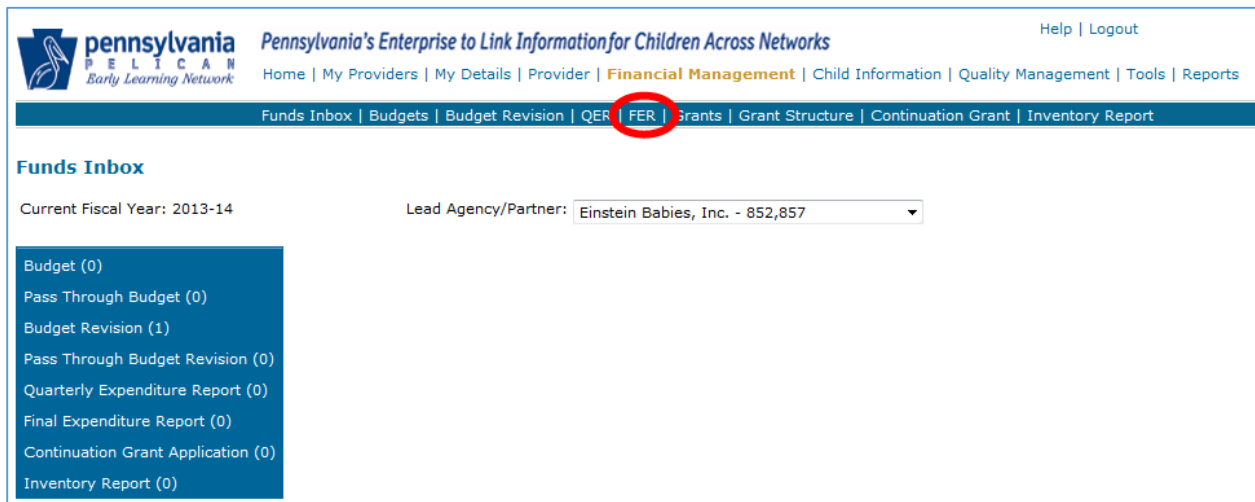 pennsylvania
PELICAN
Early Learning Network
Pennsylvania's Enterprise to Link Information for Children Across Networks
Help | Logout
Home | My Providers | My Details | Provider | Financial Management | Child Information | Quality Management | Tools | Reports
Funds Inbox | Budgets | Budget Revision | QER | FER | Grants | Grant Structure | Continuation Grant | Inventory Report
Funds Inbox
Current Fiscal Year: 2013-14
Lead Agency/Partner: Einstein Babies, Inc. - 852,857
Budget (0)
Pass Through Budget (0)
Budget Revision (1)
Pass Through Budget Revision (0)
Quarterly Expenditure Report (0)
Final Expenditure Report (0)
Continuation Grant Application (0)
Inventory Report (0)